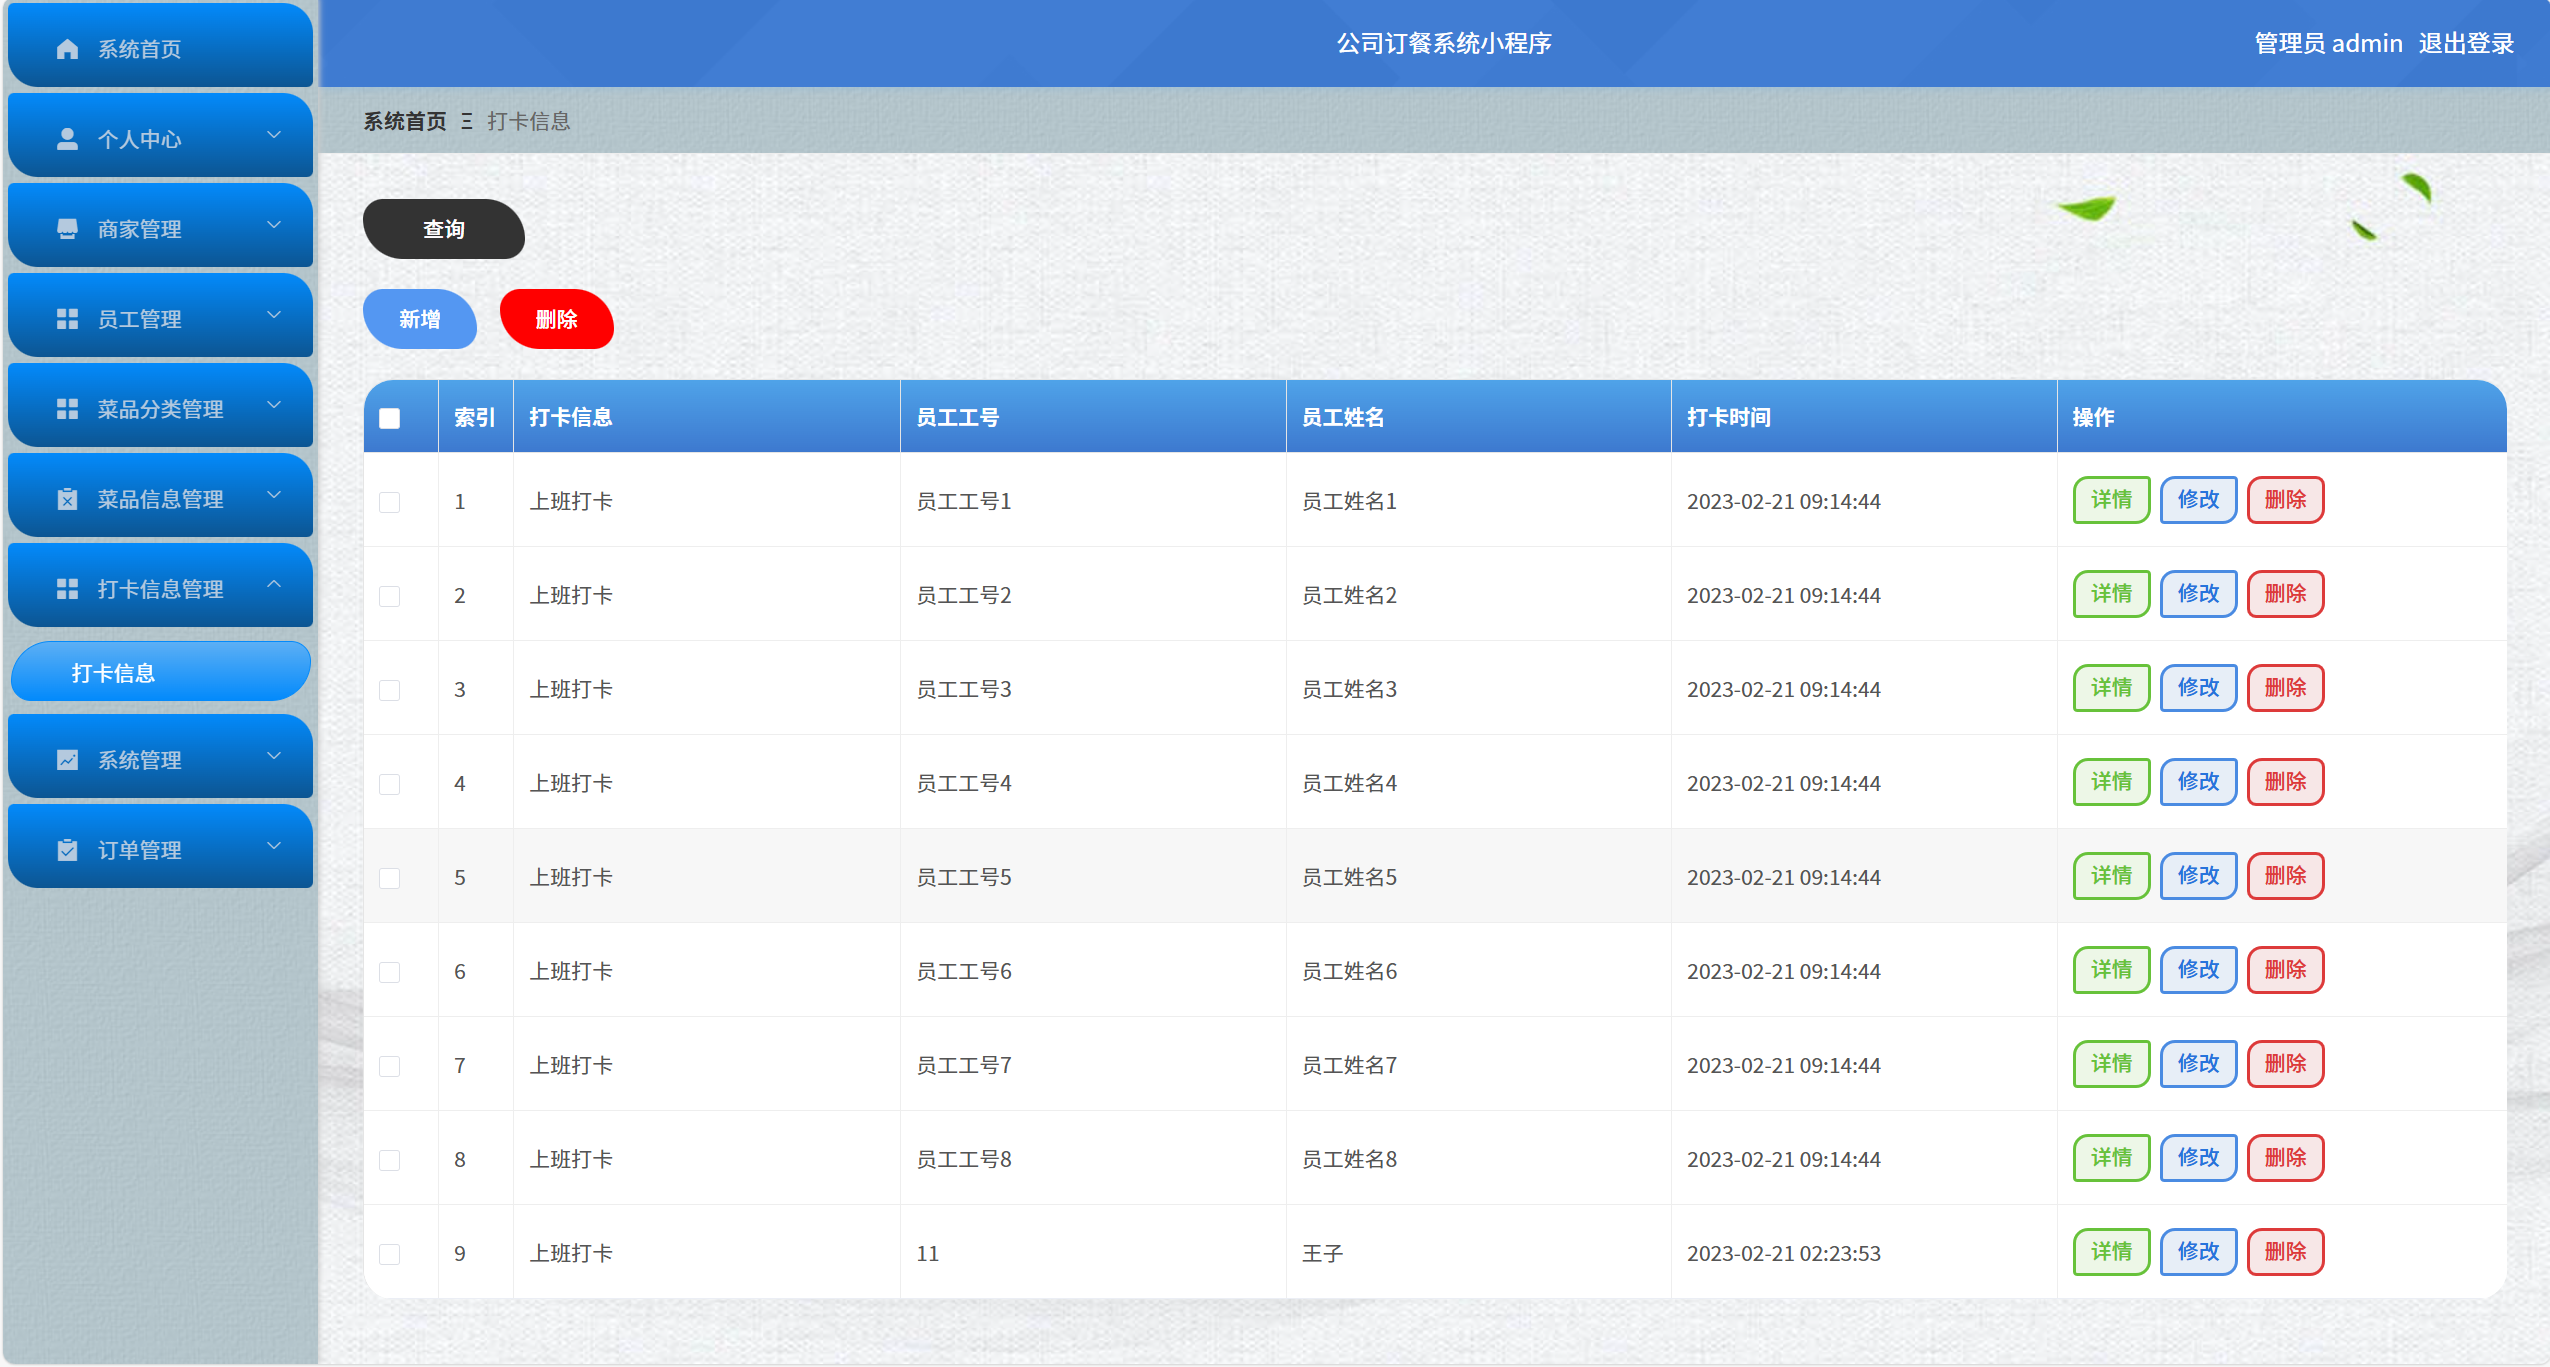 公司订餐系统小程序
管理员 admin 退出登录
系统首页
个人中心
商家管理
员工管理
菜品分类管理
菜品信息管理
打卡信息管理
打卡信息
系统管理
订单管理
系统首页 Ξ 打卡信息
查询
新增 删除
索引 打卡信息 员工工号 员工姓名 打卡时间 操作
1 上班打卡 员工工号1 员工姓名1 2023-02-21 09:14:44 详情 修改 删除
2 上班打卡 员工工号2 员工姓名2 2023-02-21 09:14:44 详情 修改 删除
3 上班打卡 员工工号3 员工姓名3 2023-02-21 09:14:44 详情 修改 删除
4 上班打卡 员工工号4 员工姓名4 2023-02-21 09:14:44 详情 修改 删除
5 上班打卡 员工工号5 员工姓名5 2023-02-21 09:14:44 详情 修改 删除
6 上班打卡 员工工号6 员工姓名6 2023-02-21 09:14:44 详情 修改 删除
7 上班打卡 员工工号7 员工姓名7 2023-02-21 09:14:44 详情 修改 删除
8 上班打卡 员工工号8 员工姓名8 2023-02-21 09:14:44 详情 修改 删除
9 上班打卡 11 王子 2023-02-21 02:23:53 详情 修改 删除